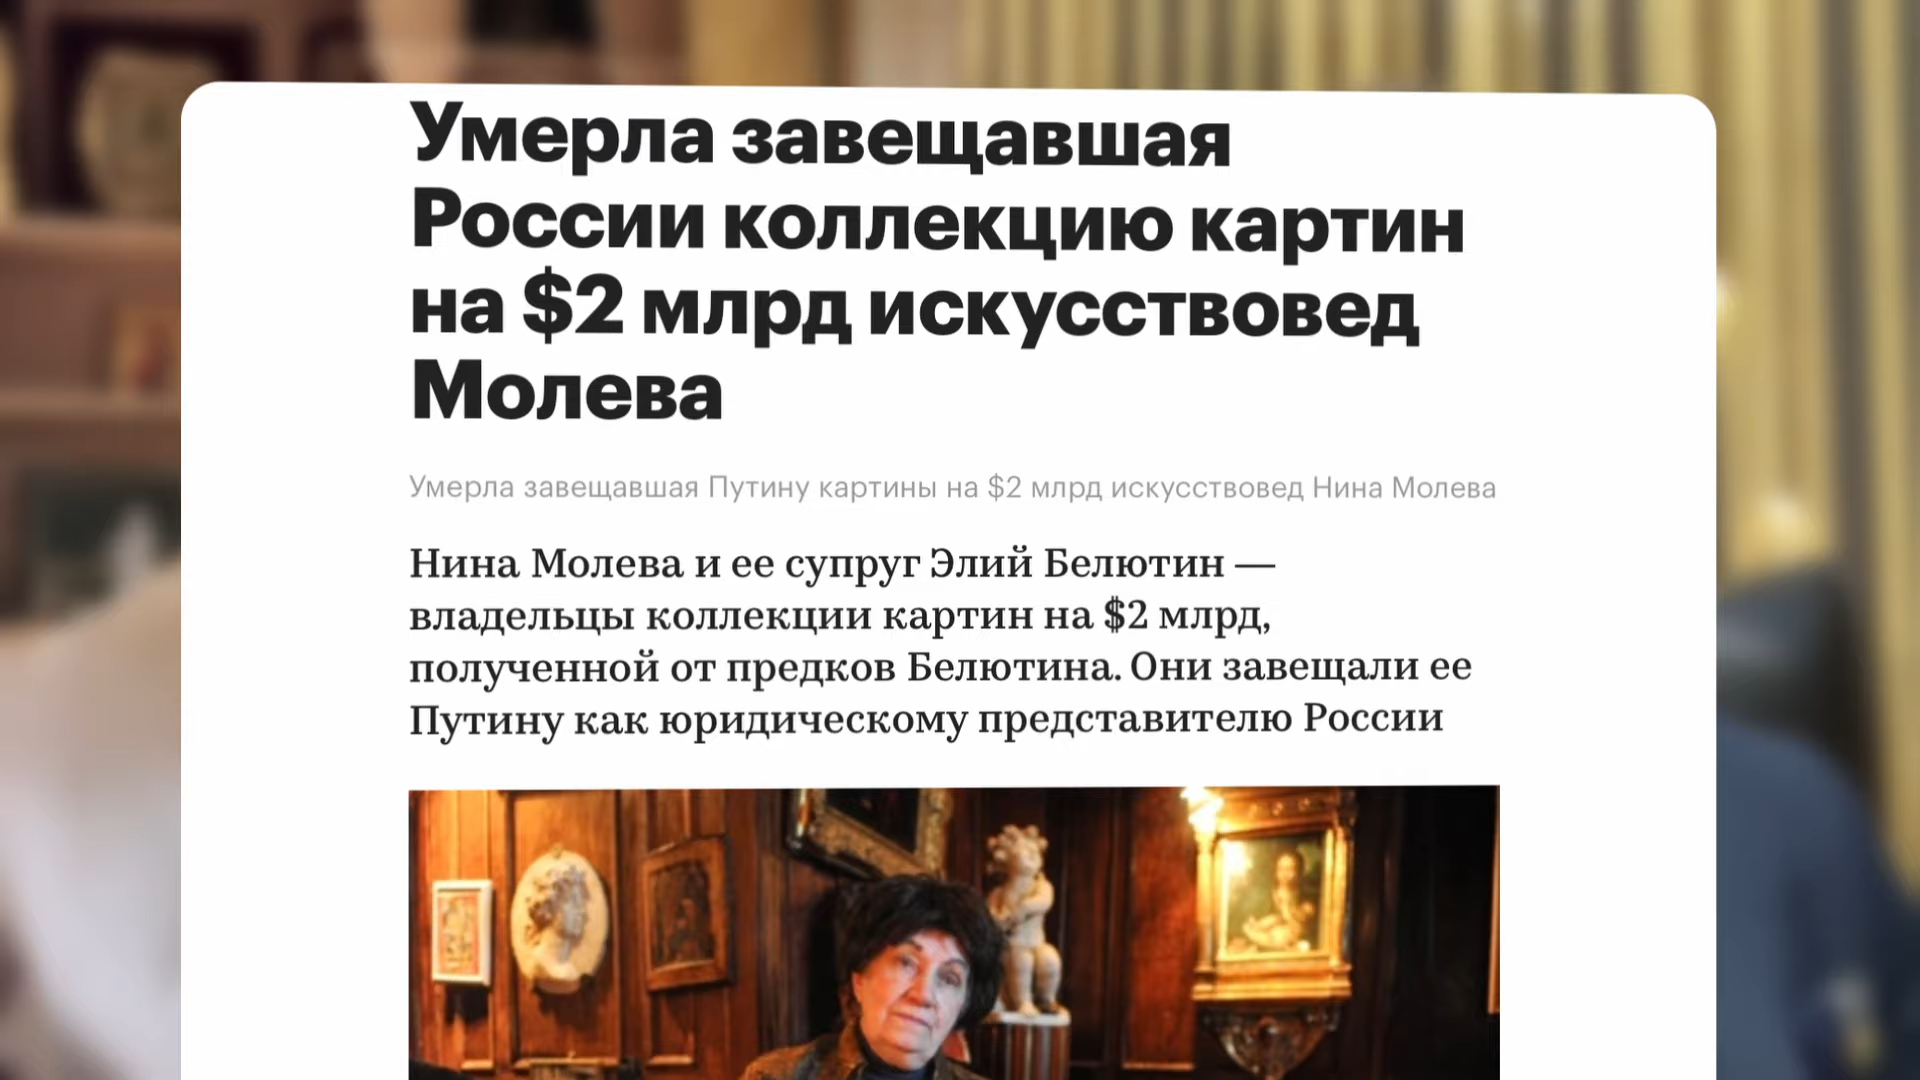 Умерла завещавшая
России коллекцию картин
на $2 млрд искусствовед
Молева
Умерла завещавшая Путину картины на $2 млрд искусствовед Нина Молева
Нина Молева и ее супруг Элий Белютин —
владельцы коллекции картин на $2 млрд,
полученной от предков Белютина. Они завещали ее
Путину как юридическому представителю России